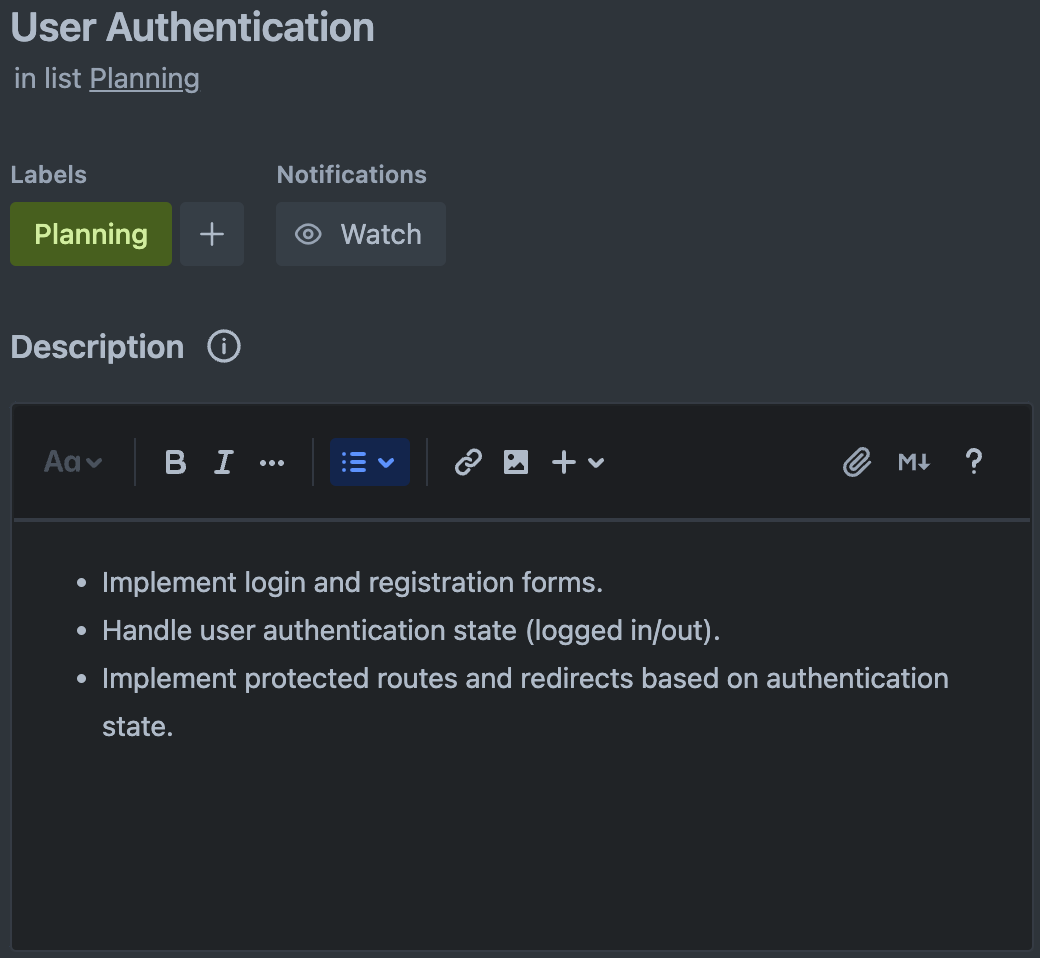 User Authentication
in list Planning
Labels
Notifications
Planning
Watch
Description
Aa
B I
M
?
• Implement login and registration forms.
• Handle user authentication state (logged in/out).
• Implement protected routes and redirects based on authentication
state.